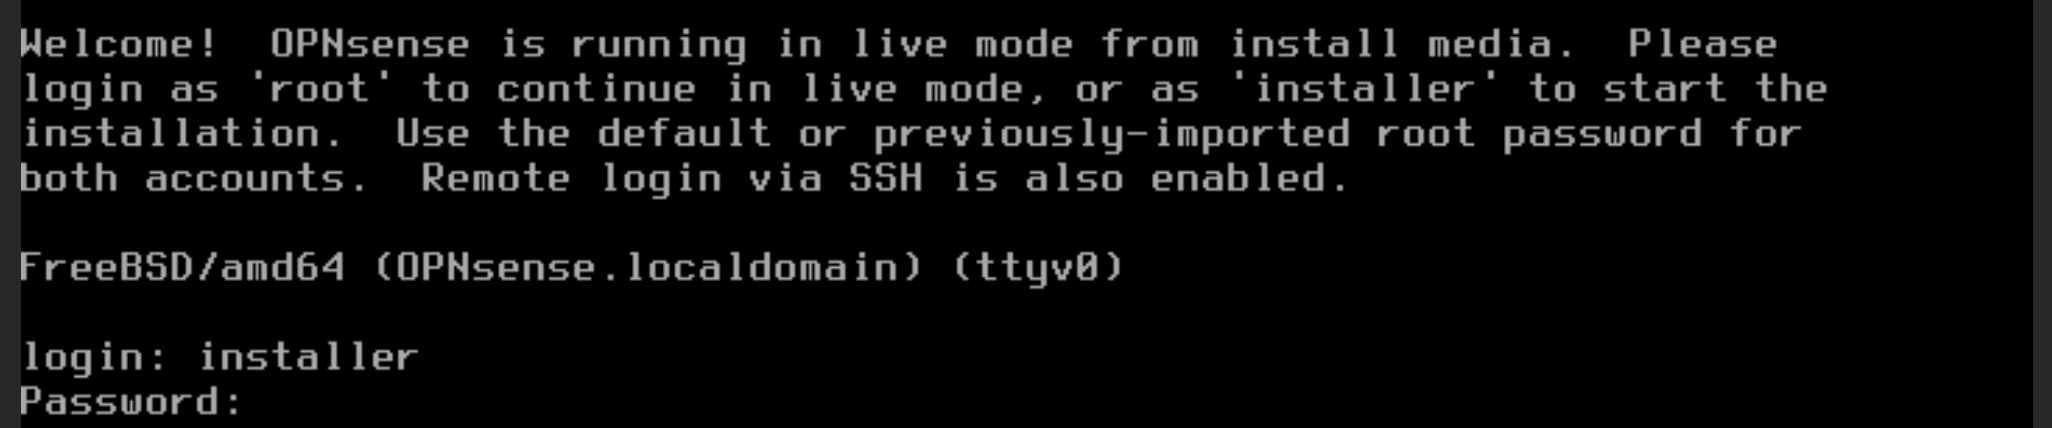 Welcome!  OPNsense is running in live mode from install media.  Please
login as 'root' to continue in live mode, or as 'installer' to start the
installation.  Use the default or previously-imported root password for
both accounts.  Remote login via SSH is also enabled.
FreeBSD/amd64 (OPNsense.localdomain) (ttyv0)
login: installer
Password: